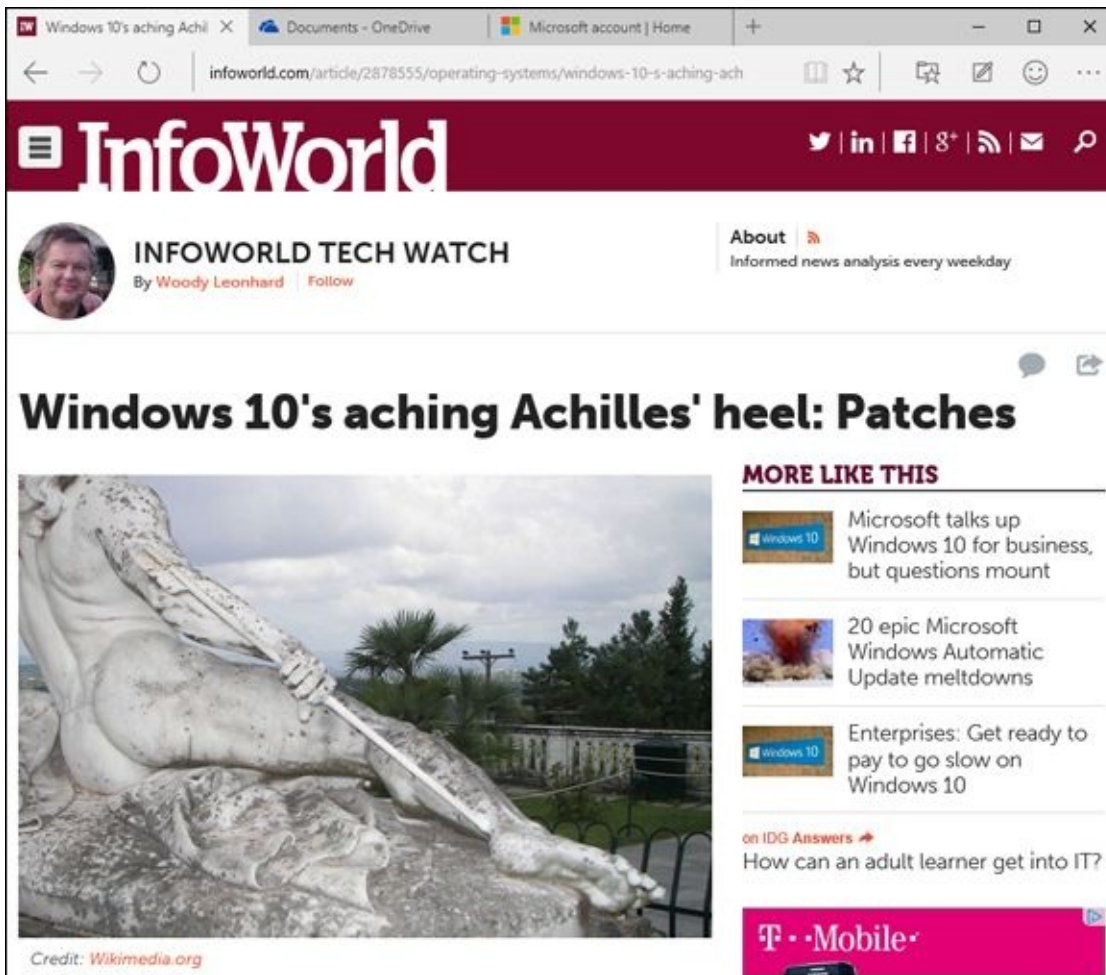 Windows 10's aching Achil
Documents - OneDrive
Microsoft account | Home
infoworld.com/article/2878555/operating-systems/windows-10-s-aching-ach
InfoWorld
INFOWORLD TECH WATCH
By Woody Leonhard
Follow
About
Informed news analysis every weekday
Windows 10's aching Achilles' heel: Patches
MORE LIKE THIS
Windows 10
Microsoft talks up
Windows 10 for business,
but questions mount
20 epic Microsoft
Windows Automatic
Update meltdowns
Windows 10
Enterprises: Get ready to
pay to go slow on
Windows 10
on IDG Answers
How can an adult learner get into IT?
T··Mobile·
Credit: Wikimedia.org